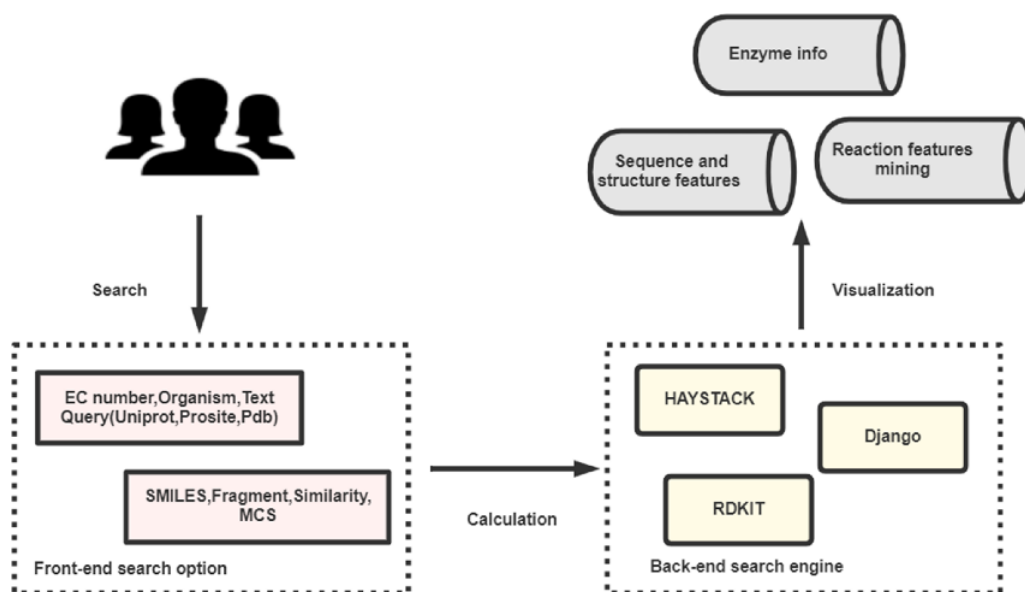 Enzyme info
Sequence and
structure features
Reaction features
mining
Search
Visualization
EC number,Organism,Text
Query(Uniprot,Prosite,Pdb)
SMILES,Fragment,Similarity,
MCS
Front-end search option
Calculation
HAYSTACK
Django
RDKIT
Back-end search engine